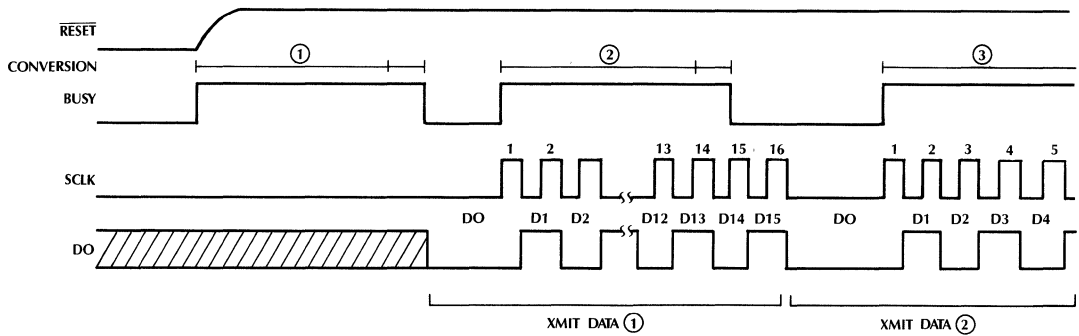 RESET
CONVERSION ① ② ③
BUSY
1 2 13 14 15 16 1 2 3 4 5
SCLK
DO D1 D2 D12 D13 D14 D15 DO D1 D2 D3 D4
DO
XMIT DATA ① XMIT DATA ②